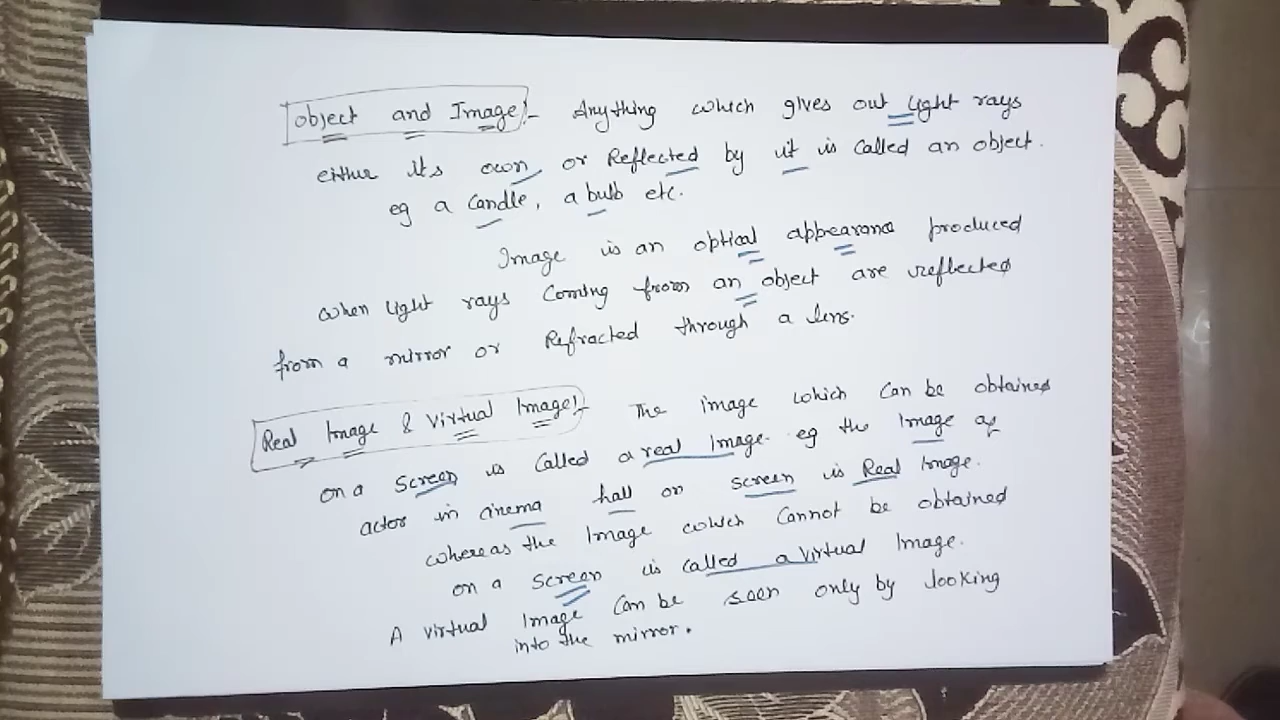 Object and Image:- Anything which gives out light rays
either its own or Reflected by it is called an object.
eg a Candle, a bulb etc.
Image is an optical appearance produced
when light rays coming from an object are reflected
from a mirror or Refracted through a lens.
Real Image & Virtual Image:- The image which can be obtained
on a screen is called a real image. eg the Image of
actor in cinema hall on screen is Real Image.
whereas the Image which cannot be obtained
on a screen is called a virtual Image.
A virtual Image can be seen only by looking
into the mirror.